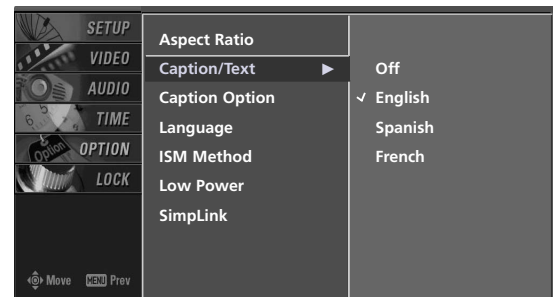 SETUP
VIDEO
AUDIO
TIME
OPTION
LOCK
Move MENU Prev
Aspect Ratio
Caption/Text ▶
Caption Option
Language
ISM Method
Low Power
SimpLink
Off
✓ English
Spanish
French